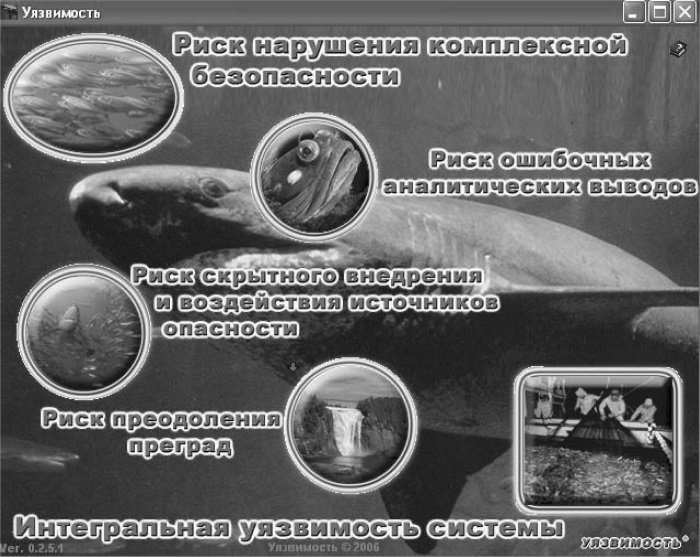 Уязвимость
Риск нарушения комплексной
безопасности
Риск ошибочных
аналитических выводов
Риск скрытного внедрения
и воздействия источников
опасности
Риск преодоления
преград
Интегральная уязвимость системы
уязвимость
Ver. 0.2.5.1
Уязвимость © 2006